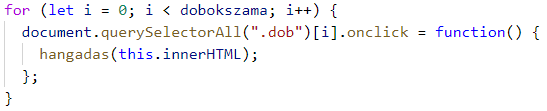 for (let i = 0; i < dobokszama; i++) {
  document.querySelectorAll(".dob")[i].onclick = function() {
    hangadas(this.innerHTML);
  };
}